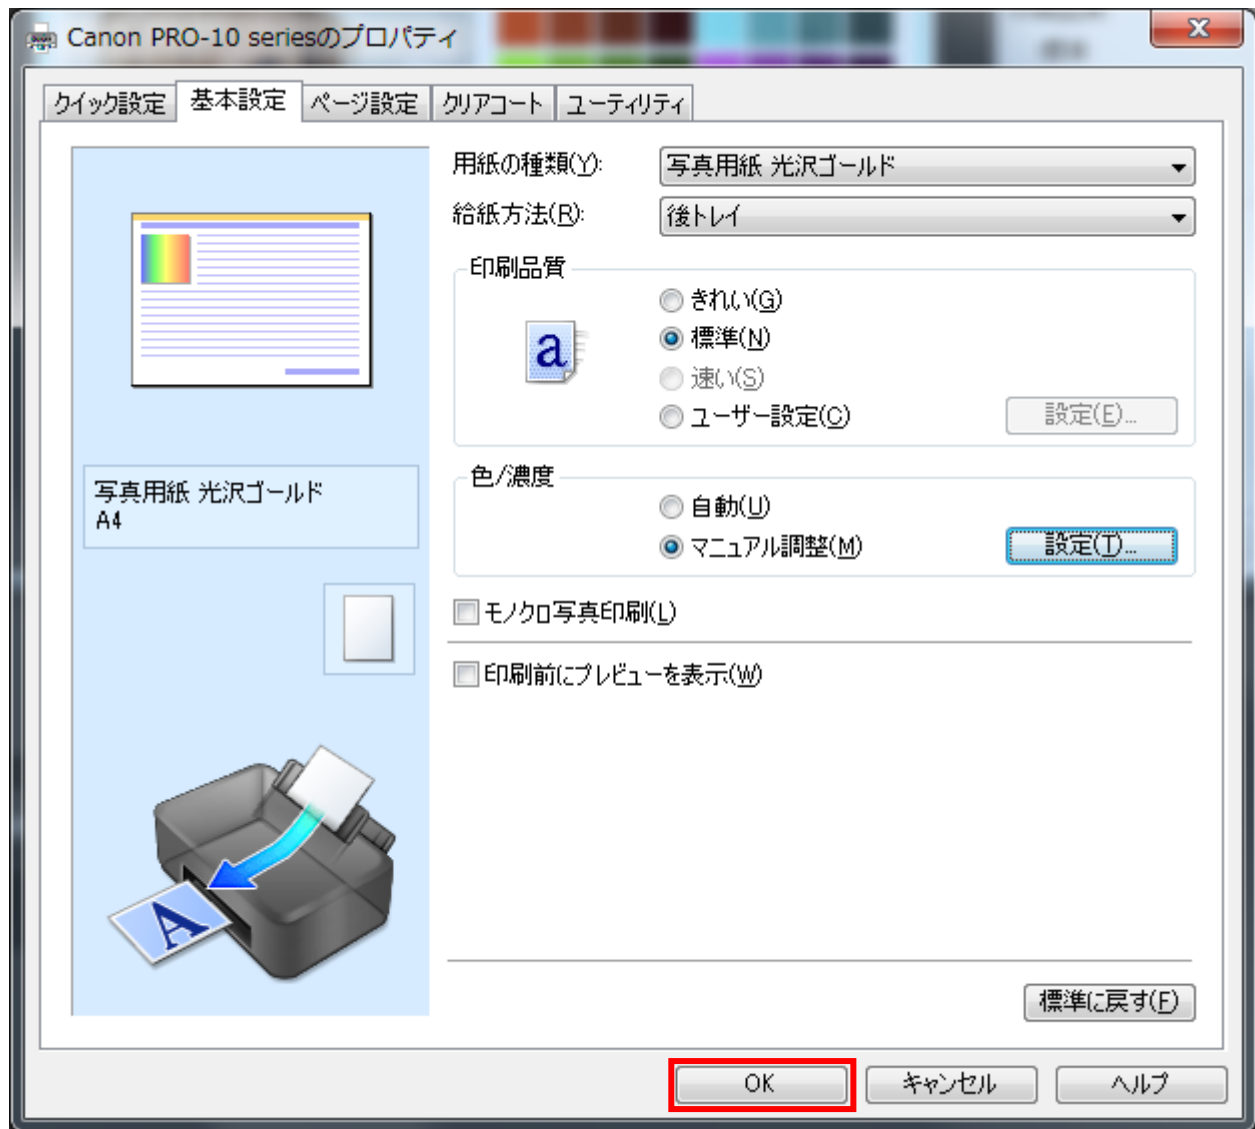 Canon PRO-10 seriesのプロパティ
クイック設定 基本設定 ページ設定 クリアコート ユーティリティ
用紙の種類(Y): 写真用紙 光沢ゴールド
給紙方法(R): 後トレイ
印刷品質
きれい(G)
a 標準(N)
速い(S)
ユーザー設定(C) 設定(E)...
写真用紙 光沢ゴールド
A4
色/濃度
自動(U)
マニュアル調整(M) 設定(T)...
モノクロ写真印刷(L)
印刷前にプレビューを表示(W)
A
標準に戻す(F)
OK キャンセル ヘルプ